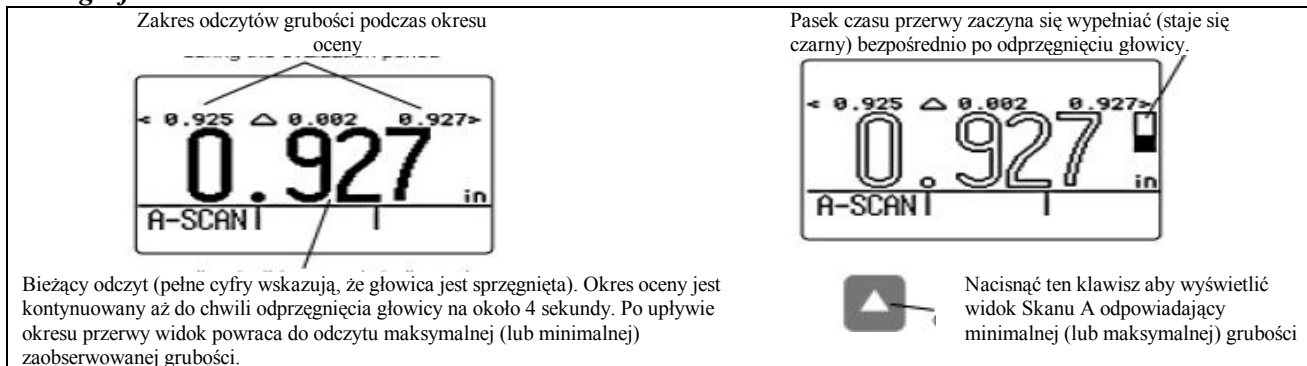 Zakres odczytów grubości podczas okresu
oceny
< 0.925 △ 0.002 0.927>
0.927
in
A-SCAN
Bieżący odczyt (pełne cyfry wskazują, że głowica jest sprzęgnięta). Okres oceny jest
kontynuowany aż do chwili odprzęgnięcia głowicy na około 4 sekundy. Po upływie
okresu przerwy widok powraca do odczytu maksymalnej (lub minimalnej)
zaobserwowanej grubości.
Pasek czasu przerwy zaczyna się wypełniać (staje się
czarny) bezpośrednio po odprzęgnięciu głowicy.
< 0.925 △ 0.002 0.927>
0.927
in
A-SCAN
Nacisnąć ten klawisz aby wyświetlić
widok Skanu A odpowiadający
minimalnej (lub maksymalnej) grubości